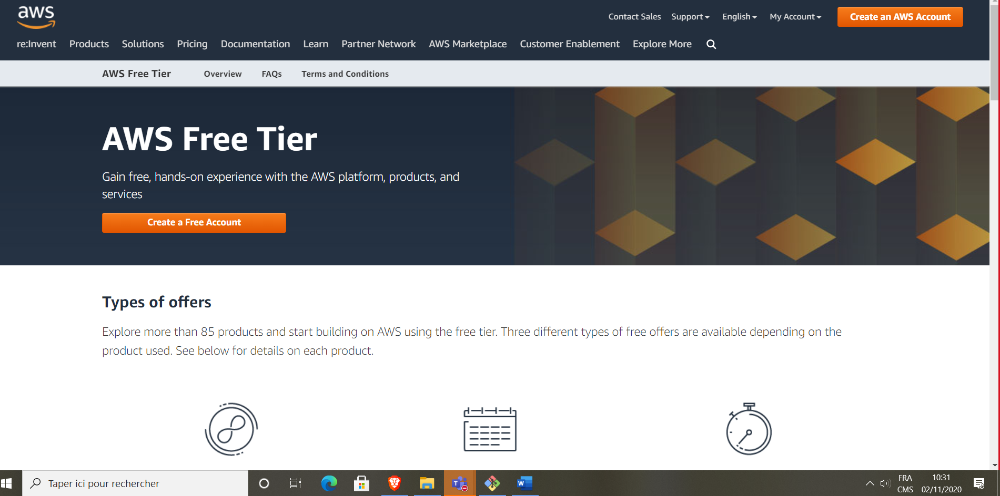 aws
Contact Sales Support English My Account Create an AWS Account
re:Invent Products Solutions Pricing Documentation Learn Partner Network AWS Marketplace Customer Enablement Explore More
AWS Free Tier Overview FAQs Terms and Conditions
AWS Free Tier
Gain free, hands-on experience with the AWS platform, products, and
services
Create a Free Account
Types of offers
Explore more than 85 products and start building on AWS using the free tier. Three different types of free offers are available depending on the
product used. See below for details on each product.
Taper ici pour rechercher
T
W
FRA
CMS
10:31
02/11/2020